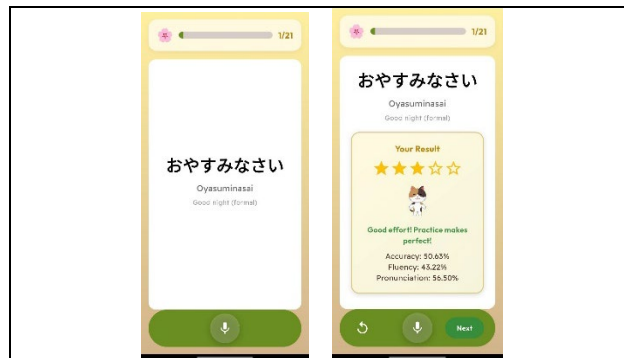 1/21
おやすみなさい
Oyasuminasai
Good night (formal)
1/21
おやすみなさい
Oyasuminasai
Good night (formal)
Your Result
Good effort! Practice makes
perfect!
Accuracy: 50.63%
Fluency: 43.22%
Pronunciation: 56.50%
Next